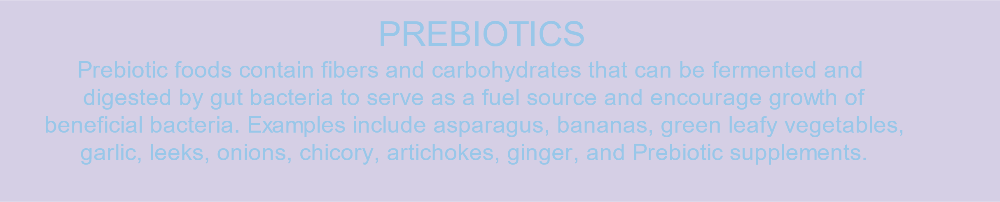 PREBIOTICS
Prebiotic foods contain fibers and carbohydrates that can be fermented and
digested by gut bacteria to serve as a fuel source and encourage growth of
beneficial bacteria. Examples include asparagus, bananas, green leafy vegetables,
garlic, leeks, onions, chicory, artichokes, ginger, and Prebiotic supplements.